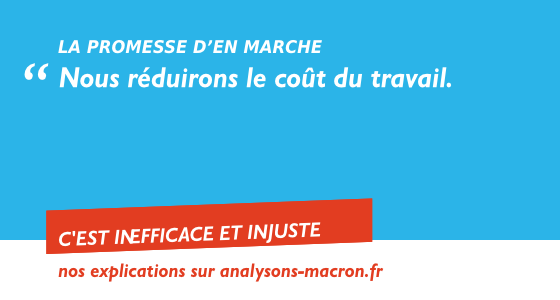 LA PROMESSE D'EN MARCHE
“ Nous réduirons le coût du travail.
C'EST INEFFICACE ET INJUSTE
nos explications sur analysons-macron.fr